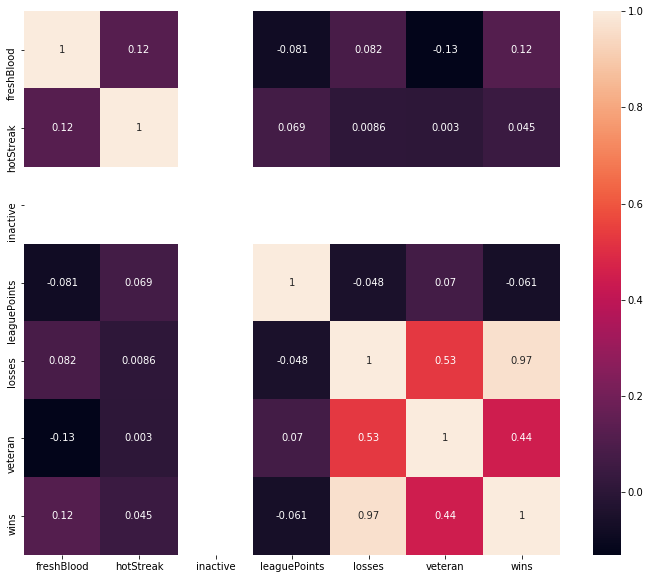 freshBlood 1 0.12 -0.081 0.082 -0.13 0.12
hotStreak 0.12 1 0.069 0.0086 0.003 0.045
inactive
leaguePoints -0.081 0.069 1 -0.048 0.07 -0.061
losses 0.082 0.0086 -0.048 1 0.53 0.97
veteran -0.13 0.003 0.07 0.53 1 0.44
wins 0.12 0.045 -0.061 0.97 0.44 1
freshBlood hotStreak inactive leaguePoints losses veteran wins
1.0
0.8
0.6
0.4
0.2
0.0